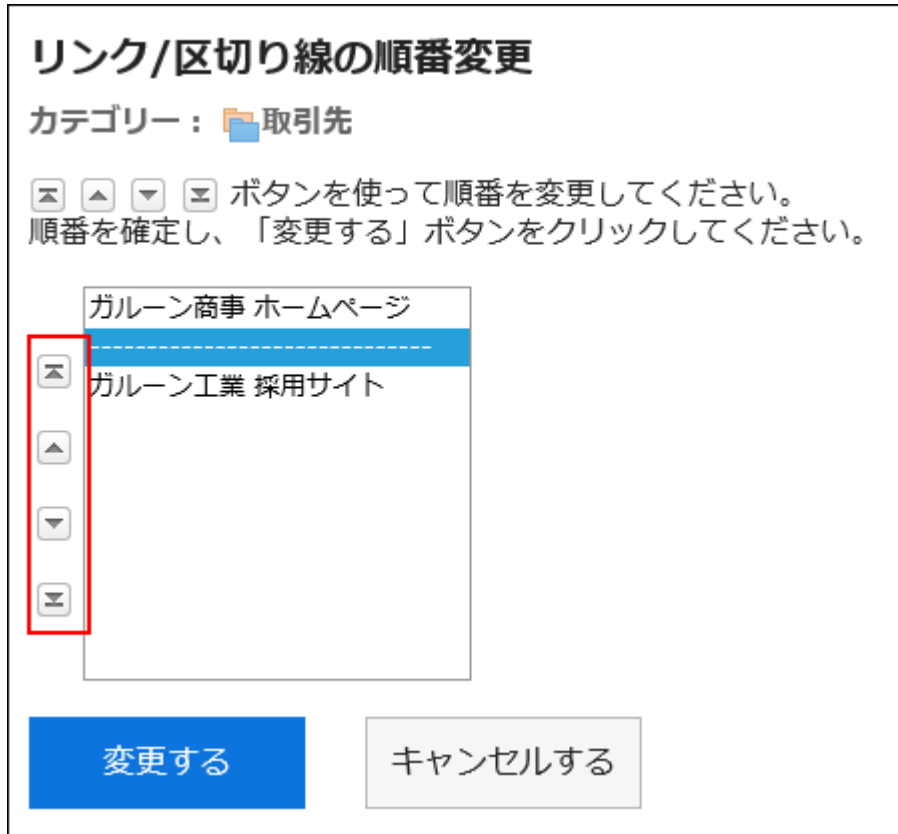 リンク/区切り線の順番変更
カテゴリー： 取引先
ボタンを使って順番を変更してください。
順番を確定し、「変更する」ボタンをクリックしてください。
ガルーン商事 ホームページ
------------------------------
ガルーン工業 採用サイト
変更する
キャンセルする